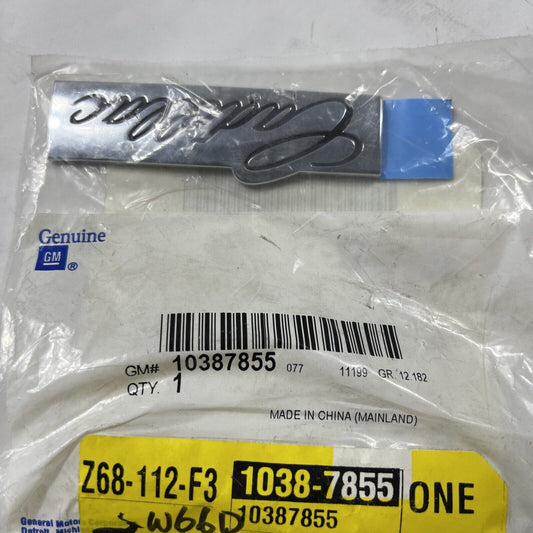 Cadillac
Genuine
GM ®
GM# 10387855 077 11199 GR. 12.182
QTY. 1
MADE IN CHINA (MAINLAND)
Z68-112-F3 1038-7855 ONE
10387855
General Motors Corporation
W66D
Detroit, Michi